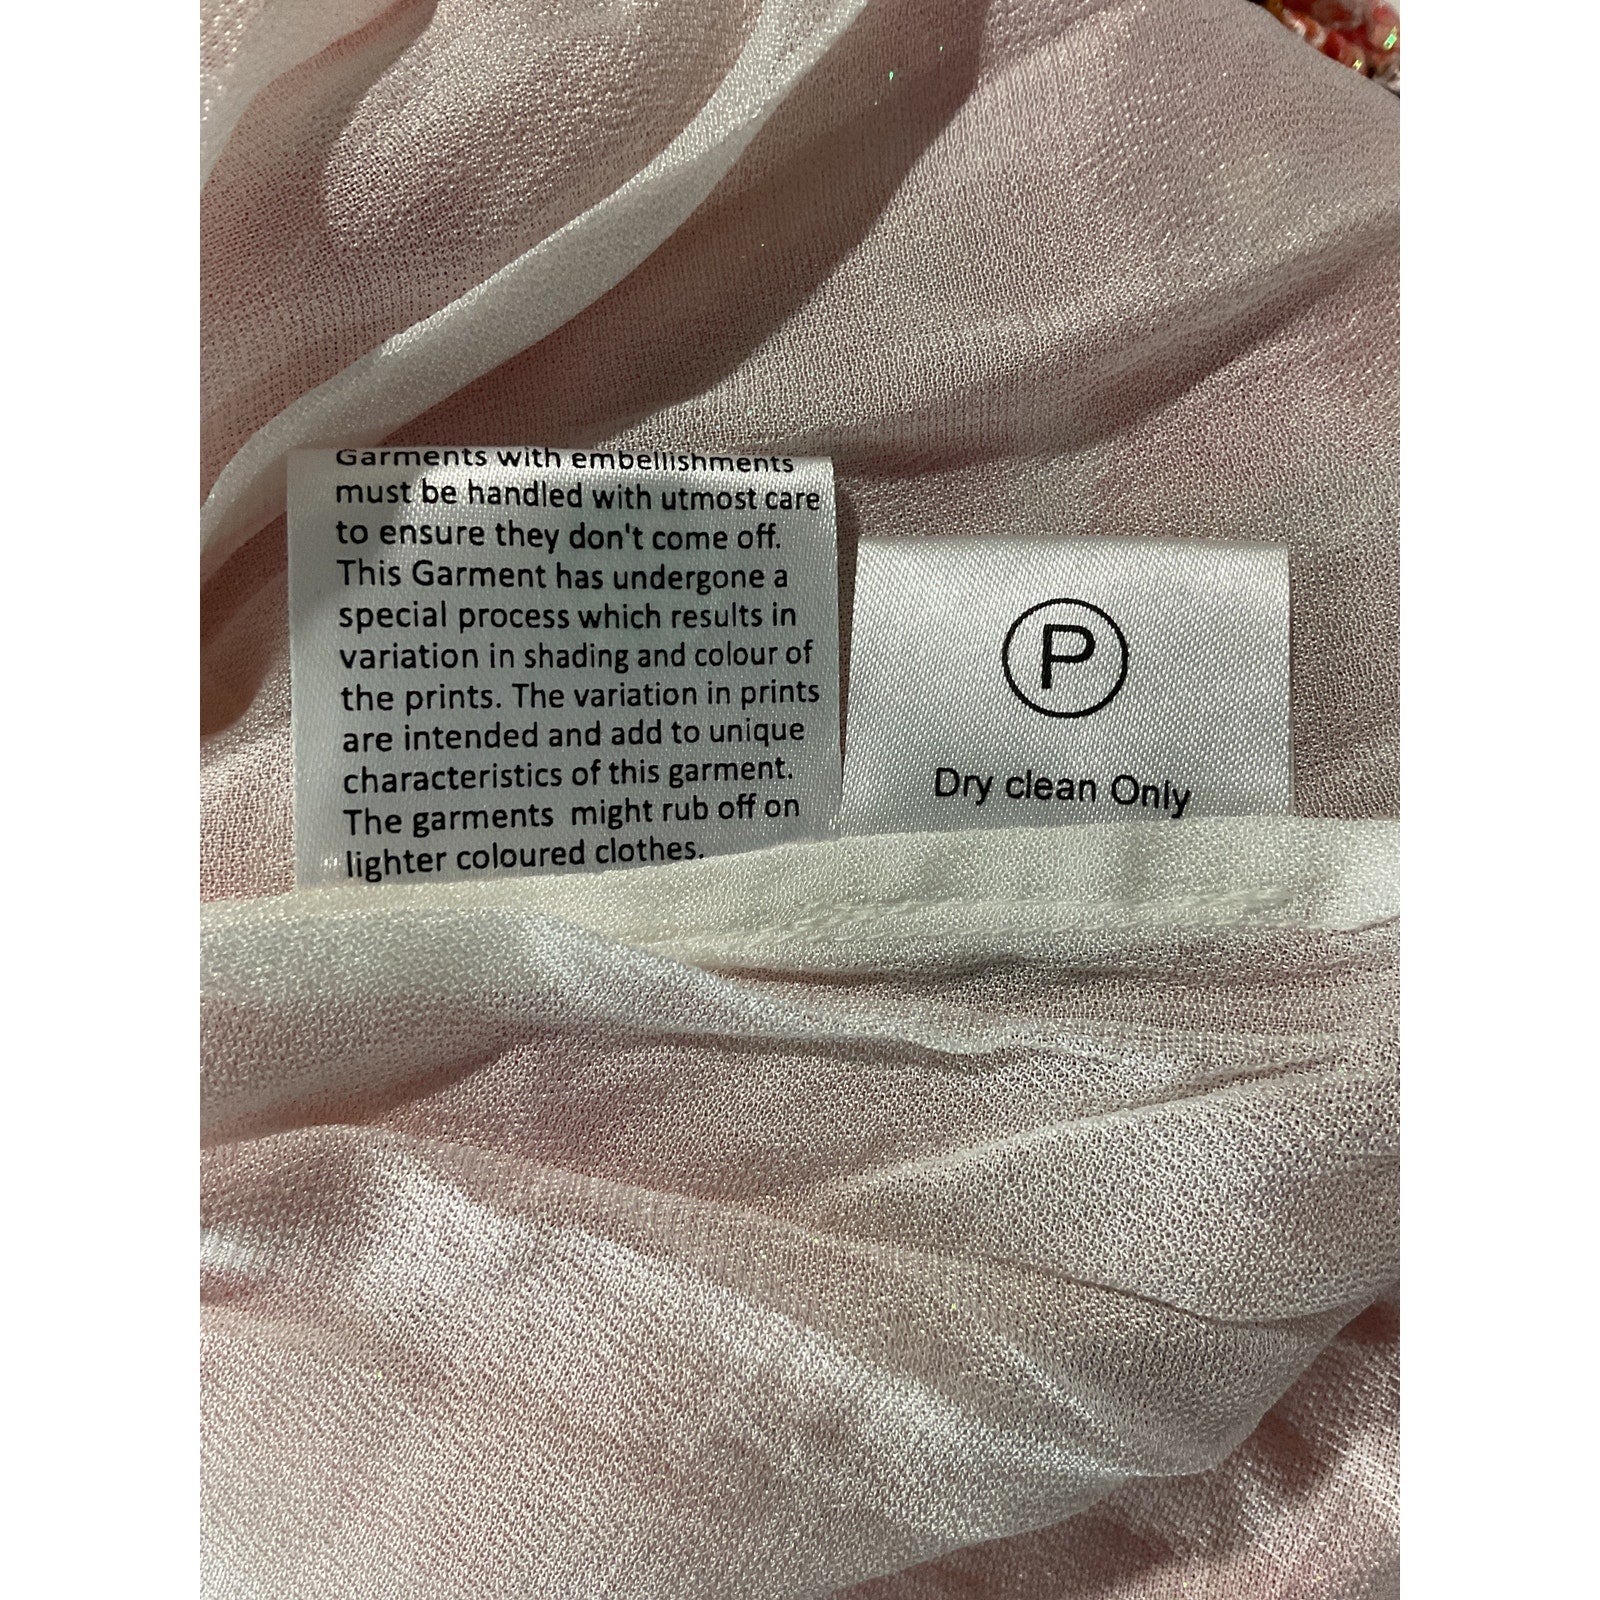 Garments with embellishments
must be handled with utmost care
to ensure they don't come off.
This Garment has undergone a
special process which results in
variation in shading and colour of
the prints. The variation in prints
are intended and add to unique
characteristics of this garment.
The garments might rub off on
lighter coloured clothes.
P
Dry clean Only